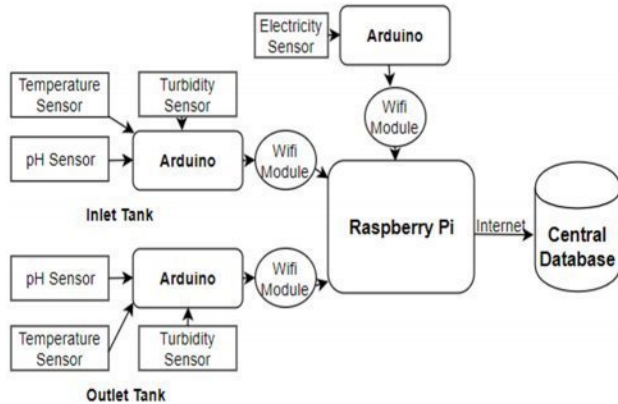 Electricity
Sensor
Arduino
Temperature
Sensor
Turbidity
Sensor
Wifi
Module
pH Sensor
Arduino
Wifi
Module
Inlet Tank
Raspberry Pi
Internet
Central
Database
pH Sensor
Arduino
Wifi
Module
Temperature
Sensor
Turbidity
Sensor
Outlet Tank